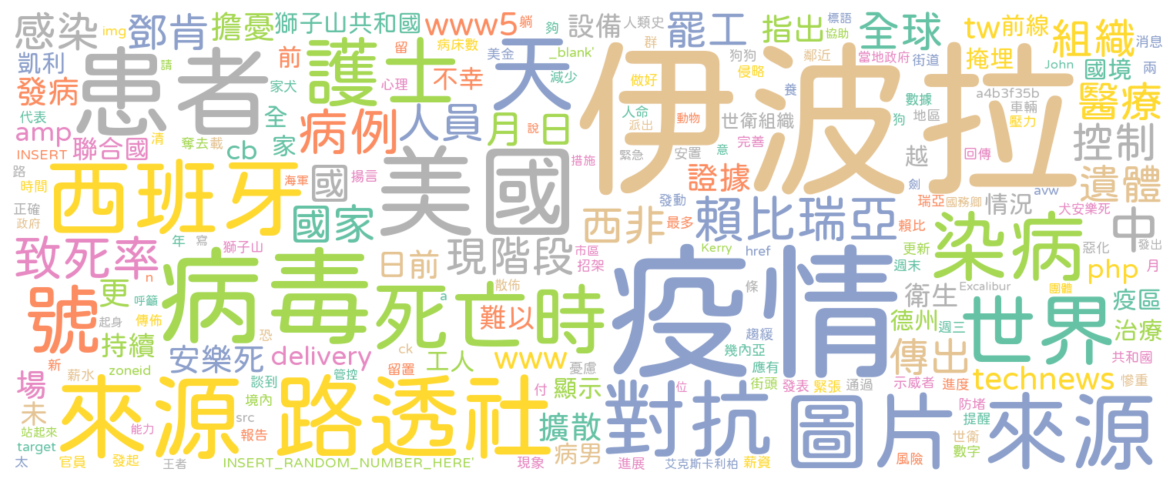 感染
img
鄧肯
擔憂
獅子山共和國
www5
躺
夠
設備
人類史
罷工
指出
標語
協助
全球
tw
前線
組織
消息
患者
護士
天
伊波拉
凱利
請
前
留
病床數
美金
_blank'
群
狗狗
鄰近
當地政府
街道
掩埋
John
國境
兩
發病
家犬
心理
不幸
減少
做好
侵略
養
a4b3f35b
車輛
醫療
代表
奪去
載
全
病例
人員
月日
人命
派出
動物
世衛組織
數據
狗
地區
壓力
amp
清
家
說
完善
控制
INSERT
聯合國
cb
措施
緊急
安置
意
越
回傳
路
時間
西班牙
海軍
國
揚言
美國
證據
劍
遺體
正確
政府
國家
發動
瑞亞
國務卿
情況
avw
犬安樂死
年
寫
西非
最多
賴比瑞亞
賴比
染病
中
發出
致死率
獅子山
日前
現階段
市區
招架
Kerry
href
更新
週末
惡化
php
月
n
病毒
散佈
疫情
條
衛生
Excalibur
團體
號
更
呼籲
a
死亡
時
趨緩
世界
疫區
起身
傳佈
難以
德州
週三
治療
持續
恐
幾內亞
新
zoneid
安樂死
delivery
ck
工人
www
憂慮
應有
傳出
共和國
場
薪水
談到
管控
留置
付
顯示
位
街頭
發表
緊張
通過
示威者
進度
technews
慘重
未
境內
來源
路透社
對抗
圖片
來源
防堵
提醒
站起來
能力
src
擴散
target
報告
世衛
太
官員
發起
王者
INSERT_RANDOM_NUMBER_HERE'
現象
病男
進展
艾克斯卡利柏
薪資
風險
數字